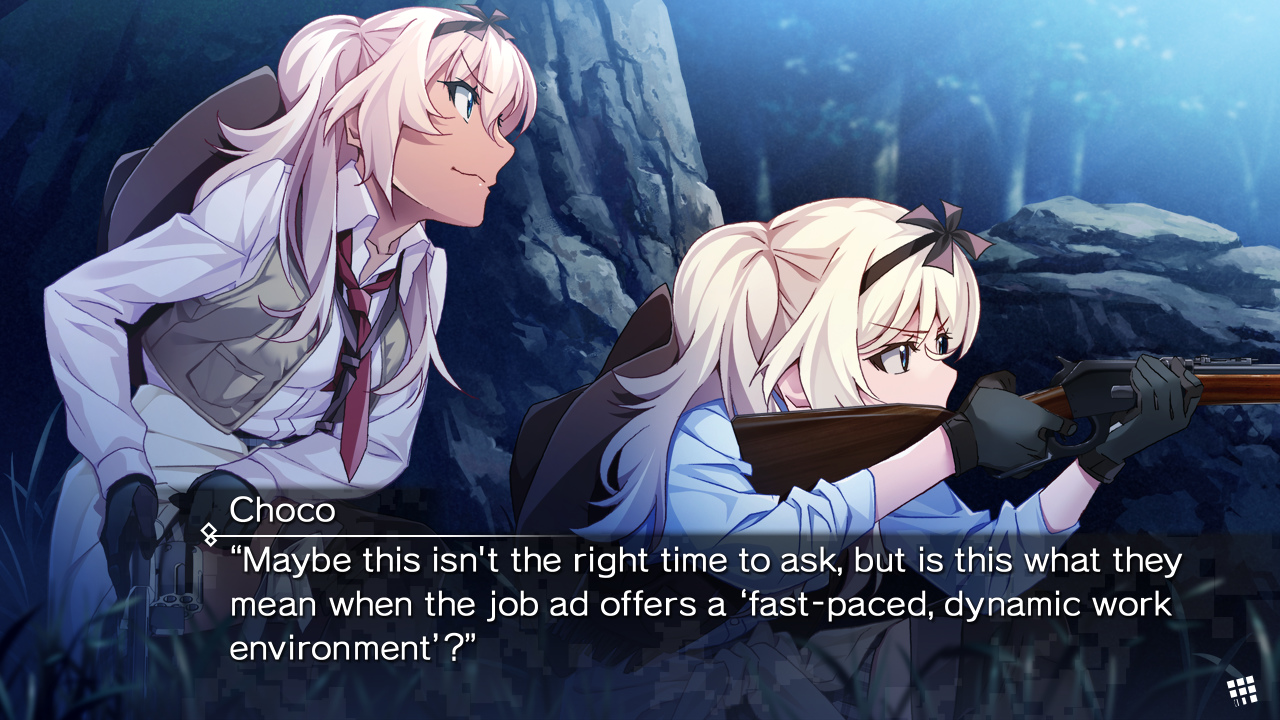 Choco
“Maybe this isn't the right time to ask, but is this what they
mean when the job ad offers a ‘fast-paced, dynamic work
environment’?”